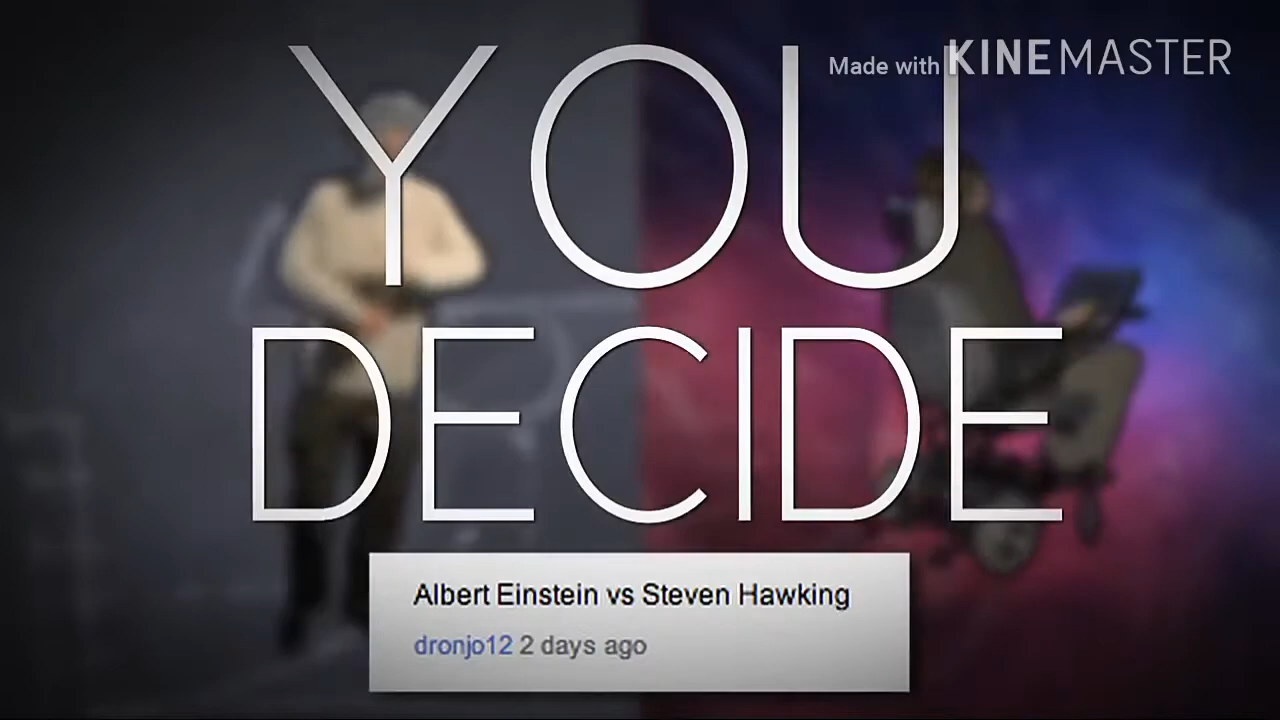 Made with KINEMASTER
YOU
DECIDE
Albert Einstein vs Steven Hawking
dronjo12 2 days ago